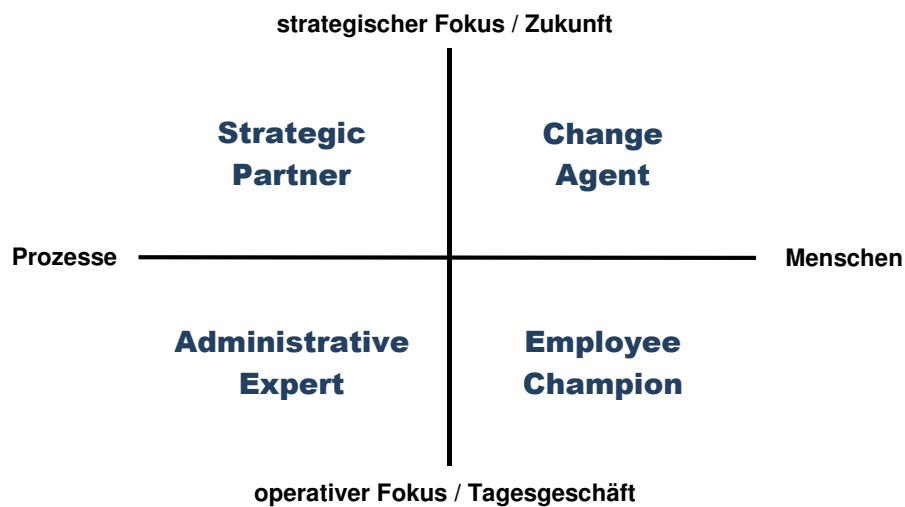 strategischer Fokus / Zukunft
Strategic
Partner
Change
Agent
Prozesse
Menschen
Administrative
Expert
Employee
Champion
operativer Fokus / Tagesgeschäft